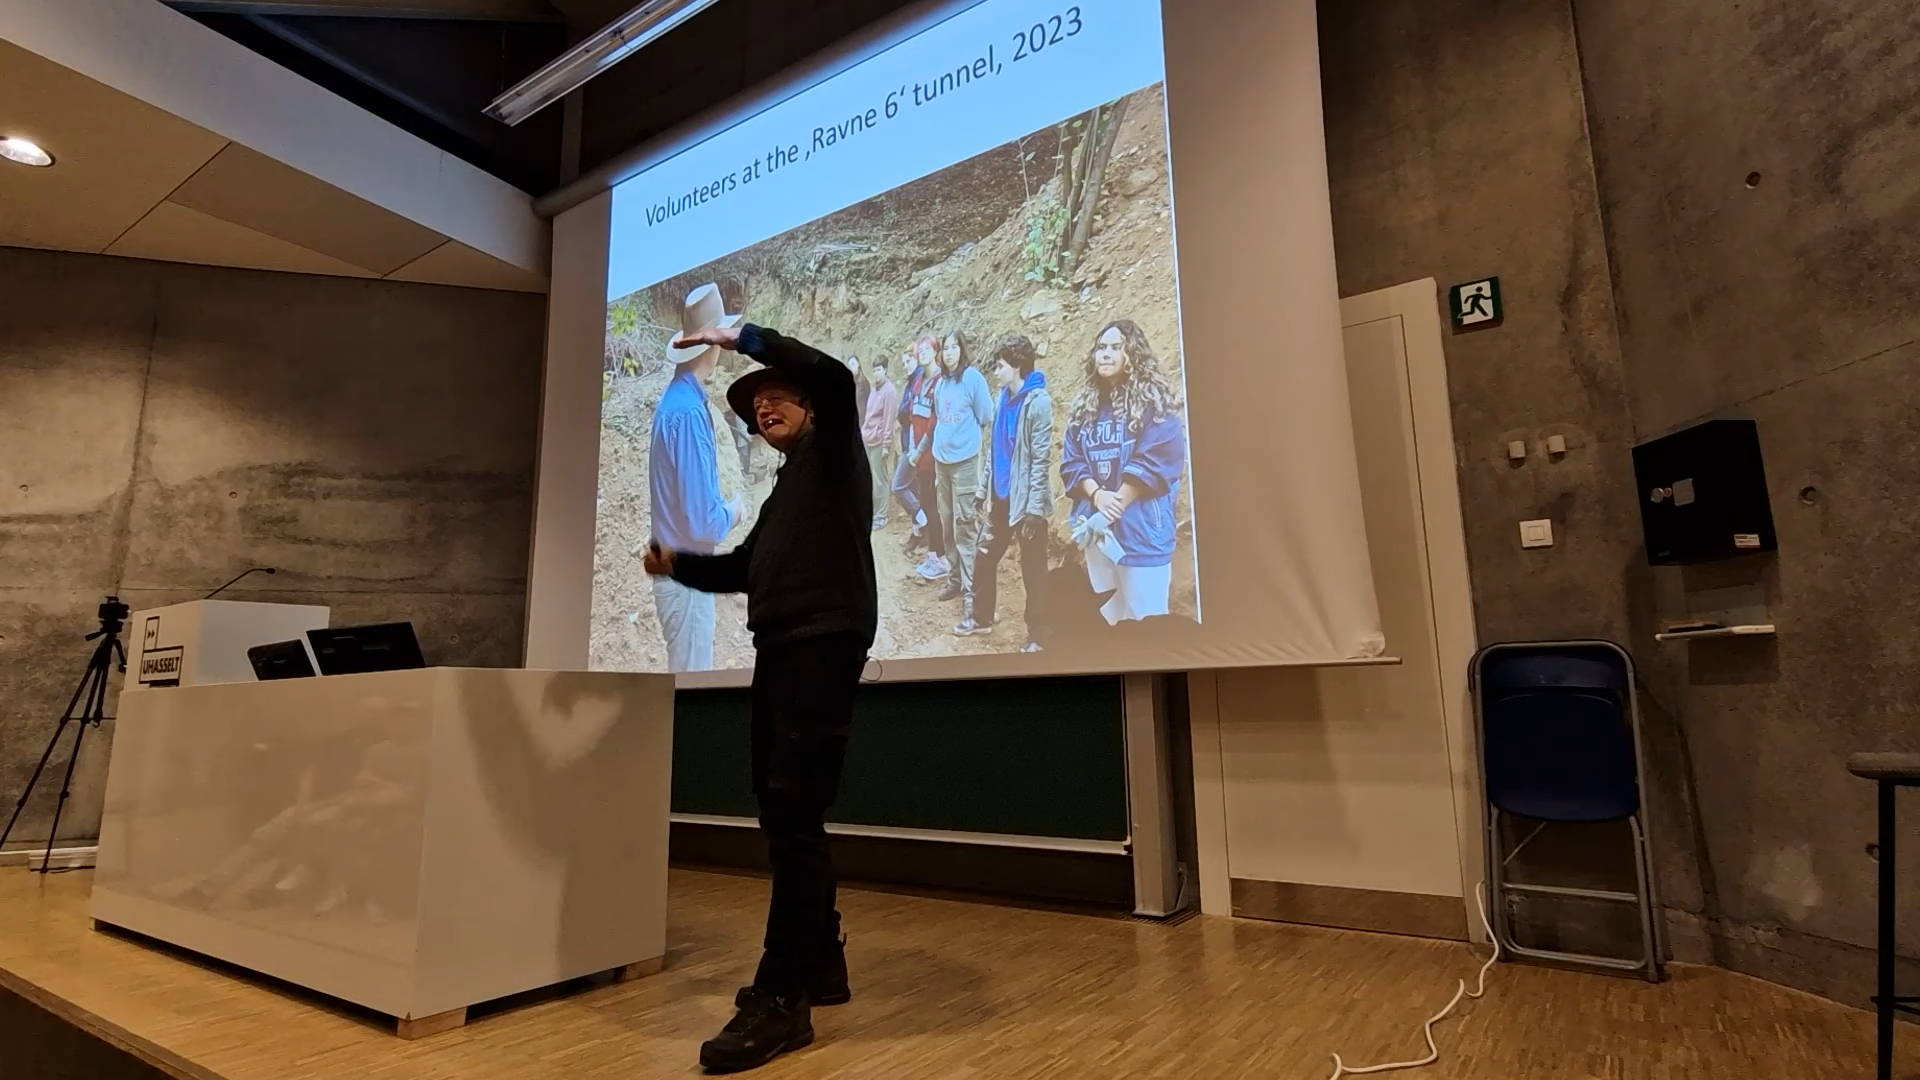 Volunteers at the ‚Ravne 6‘ tunnel, 2023
UHASSELT